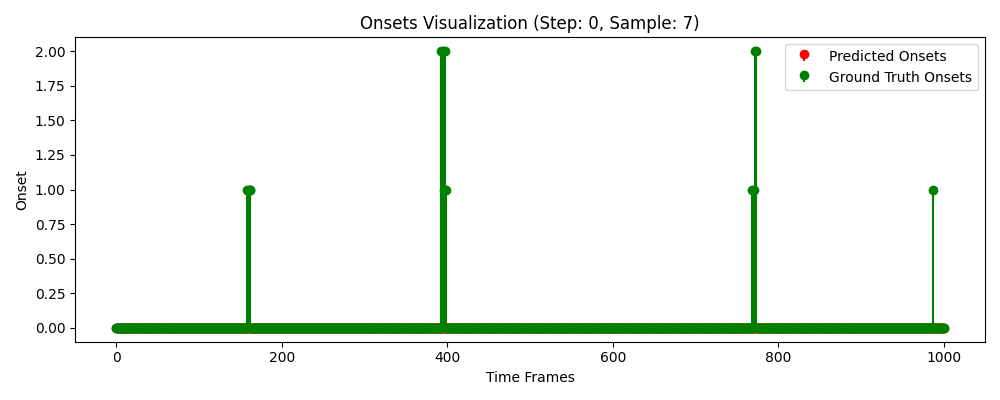 Onsets Visualization (Step: 0, Sample: 7)
Predicted Onsets
Ground Truth Onsets
2.00
1.75
1.50
1.25
1.00
0.75
0.50
0.25
0.00
Onset
0 200 400 600 800 1000
Time Frames